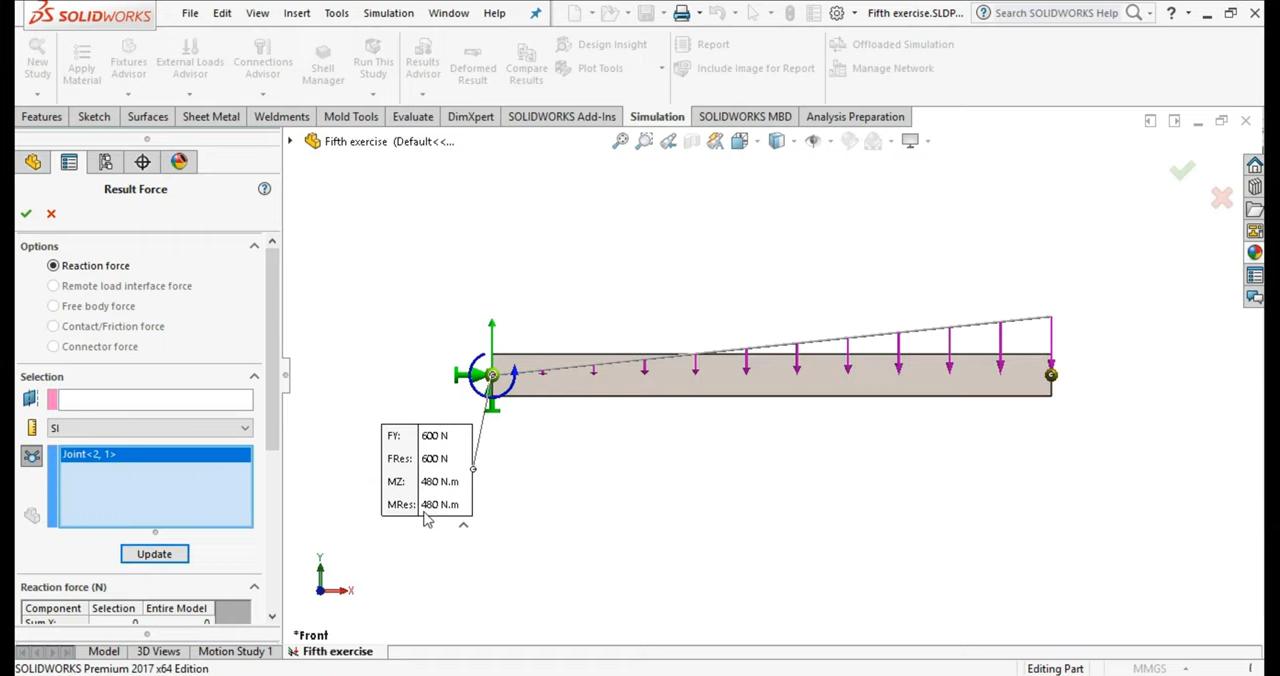 SOLIDWORKS File Edit View Insert Tools Simulation Window Help Fifth exercise.SLDP... Search SOLIDWORKS Help ?
New Study
Apply Material
Fixtures Advisor
External Loads Advisor
Connections Advisor
Shell Manager
Run This Study
Results Advisor
Deformed Result
Compare Results
Design Insight
Plot Tools
Report
Include Image for Report
Offloaded Simulation
Manage Network
Features Sketch Surfaces Sheet Metal Weldments Mold Tools Evaluate DimXpert SOLIDWORKS Add-Ins Simulation SOLIDWORKS MBD Analysis Preparation
Fifth exercise (Default<<...
Result Force
?
Options
Reaction force
Remote load interface force
Free body force
Contact/Friction force
Connector force
Selection
SI
Joint<2, 1>
Update
Reaction force (N)
Component Selection Entire Model
Sum X: 0 0
FY: 600 N
FRes: 600 N
MZ: 480 N.m
MRes: 480 N.m
Y
X
*Front
Model 3D Views Motion Study 1 Fifth exercise
SOLIDWORKS Premium 2017 x64 Edition Editing Part MMGS